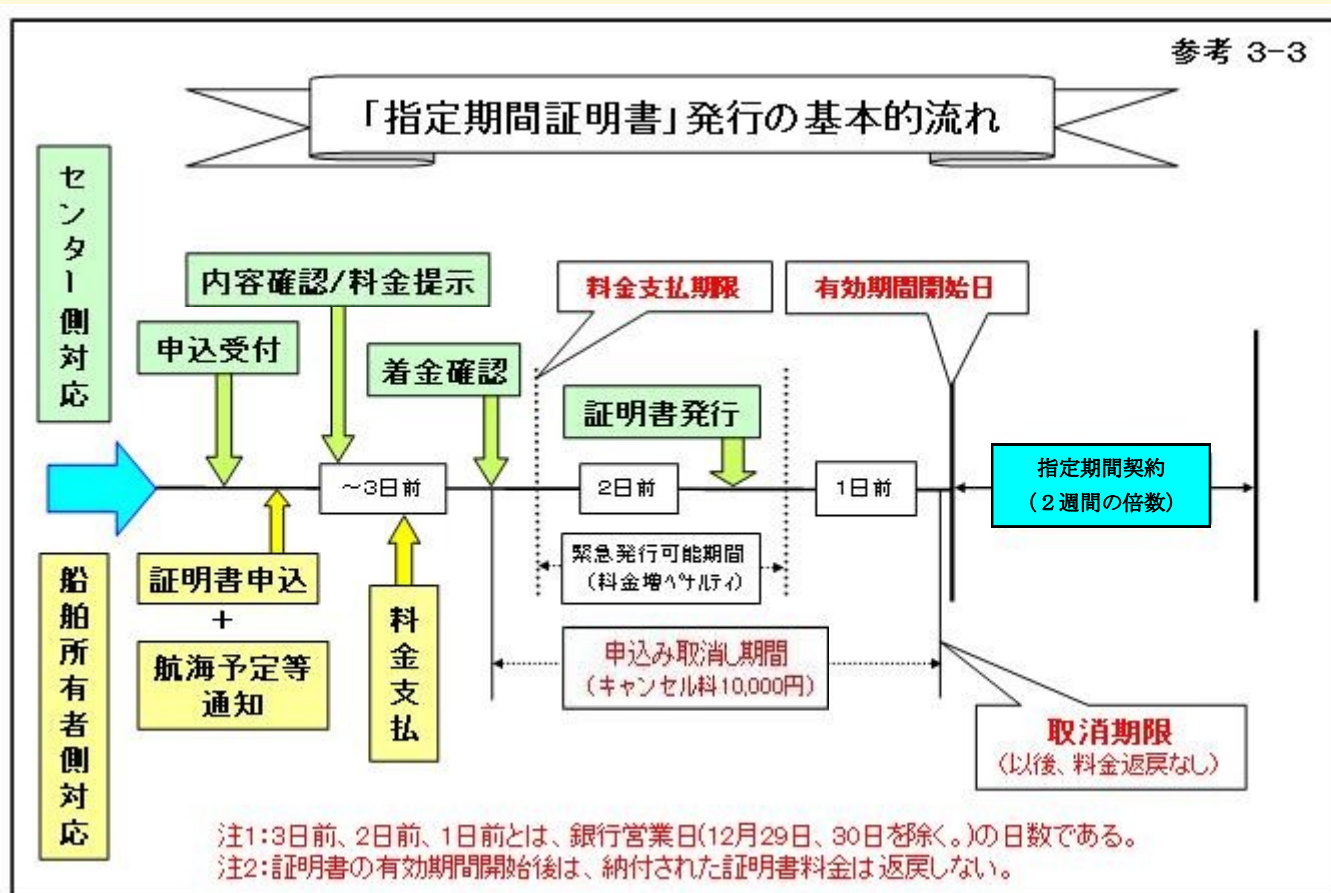 参考 3-3
「指定期間証明書」発行の基本的流れ
センター側対応
内容確認/料金提示
料金支払期限
有効期間開始日
申込受付
着金確認
証明書発行
～3日前
2日前
1日前
指定期間契約
（２週間の倍数）
緊急発行可能期間
（料金増ペナルティ）
証明書申込
+
航海予定等
通知
料金支払
申込み取消し期間
（キャンセル料10,000円）
取消期限
（以後、料金返戻なし）
船舶所有者側対応
注1:3日前、2日前、1日前とは、銀行営業日(12月29日、30日を除く。)の日数である。
注2:証明書の有効期間開始後は、納付された証明書料金は返戻しない。